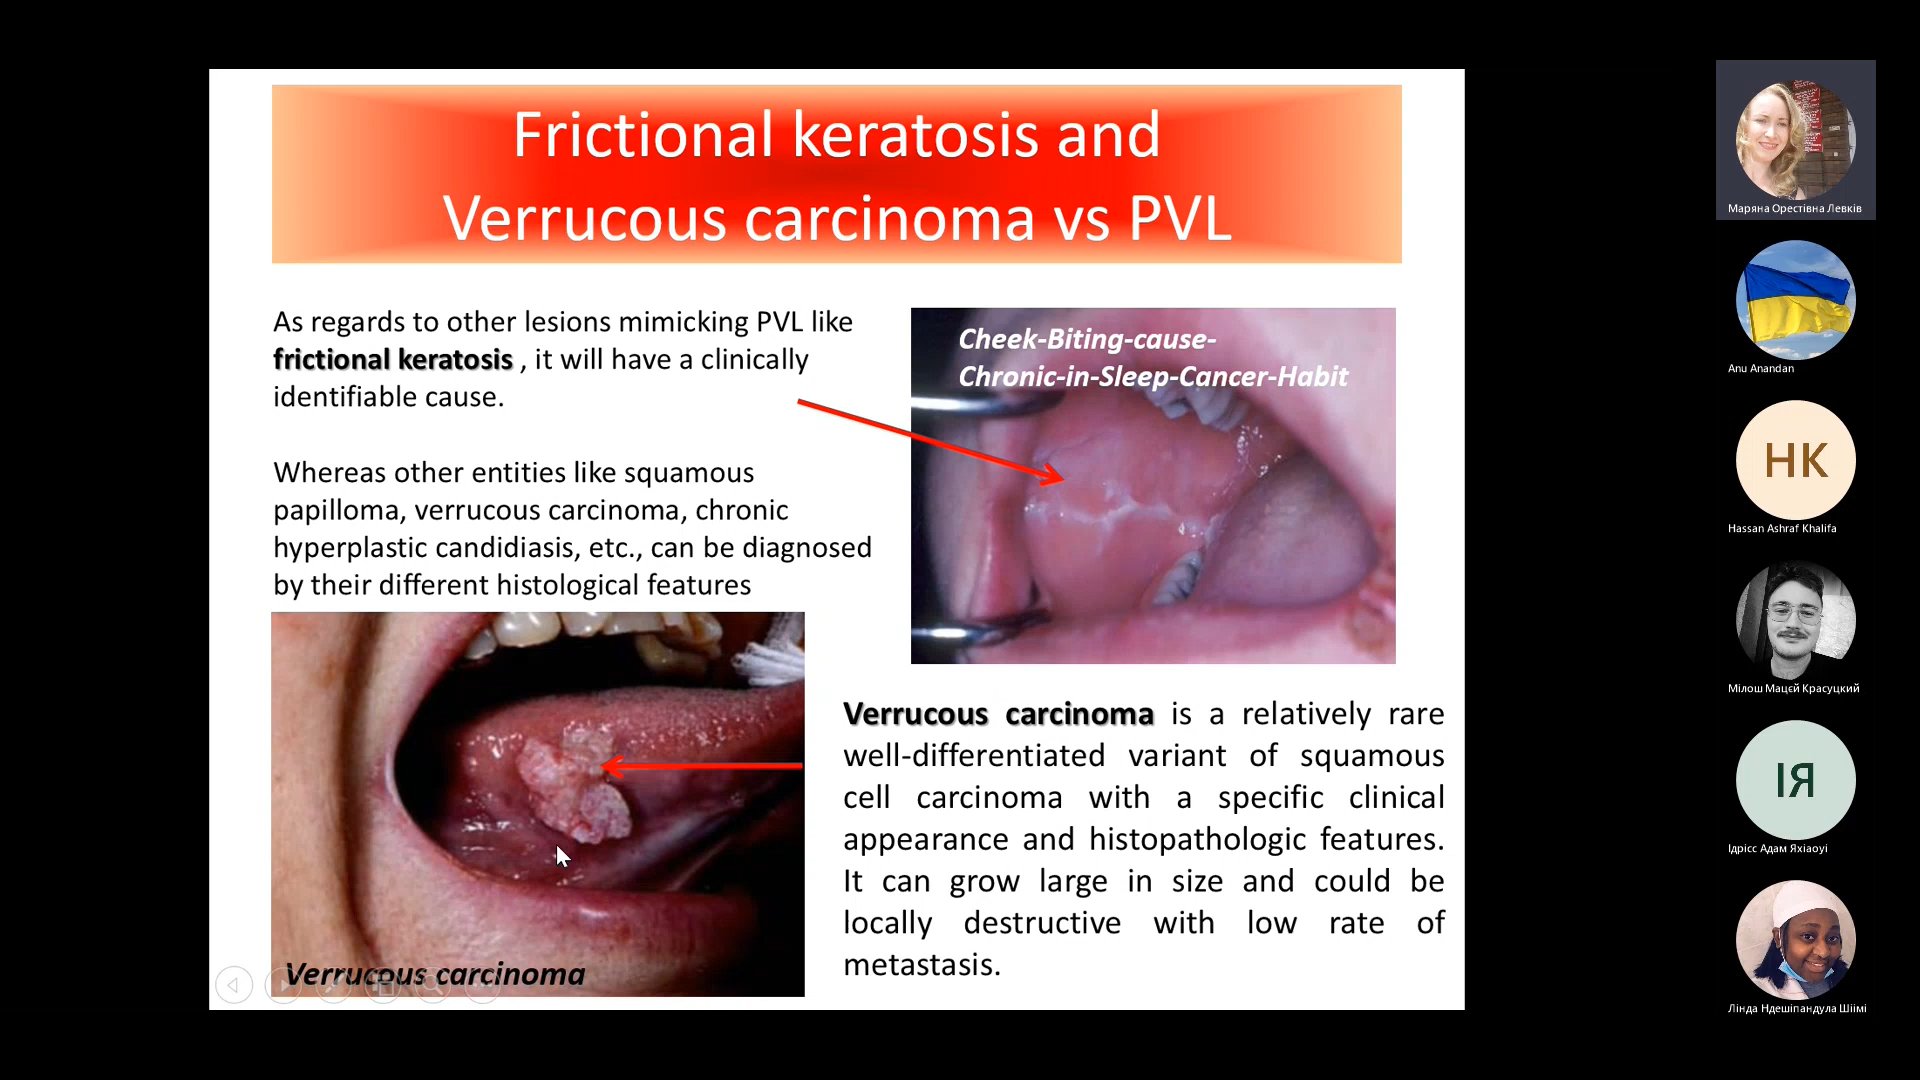 Frictional keratosis and
Verrucous carcinoma vs PVL
As regards to other lesions mimicking PVL like
frictional keratosis , it will have a clinically
identifiable cause.
Whereas other entities like squamous
papilloma, verrucous carcinoma, chronic
hyperplastic candidiasis, etc., can be diagnosed
by their different histological features
Cheek-Biting-cause-
Chronic-in-Sleep-Cancer-Habit
Verrucous carcinoma is a relatively rare
well-differentiated variant of squamous
cell carcinoma with a specific clinical
appearance and histopathologic features.
It can grow large in size and could be
locally destructive with low rate of
metastasis.
Verrucous carcinoma
Маряна Орестівна Левків
Anu Anandan
НК
Hassan Ashraf Khalifa
Мілош Мацєй Красуцкий
ІЯ
Ідрісс Адам Яхіаоуі
Лінда Ндешіпандула Шіімі